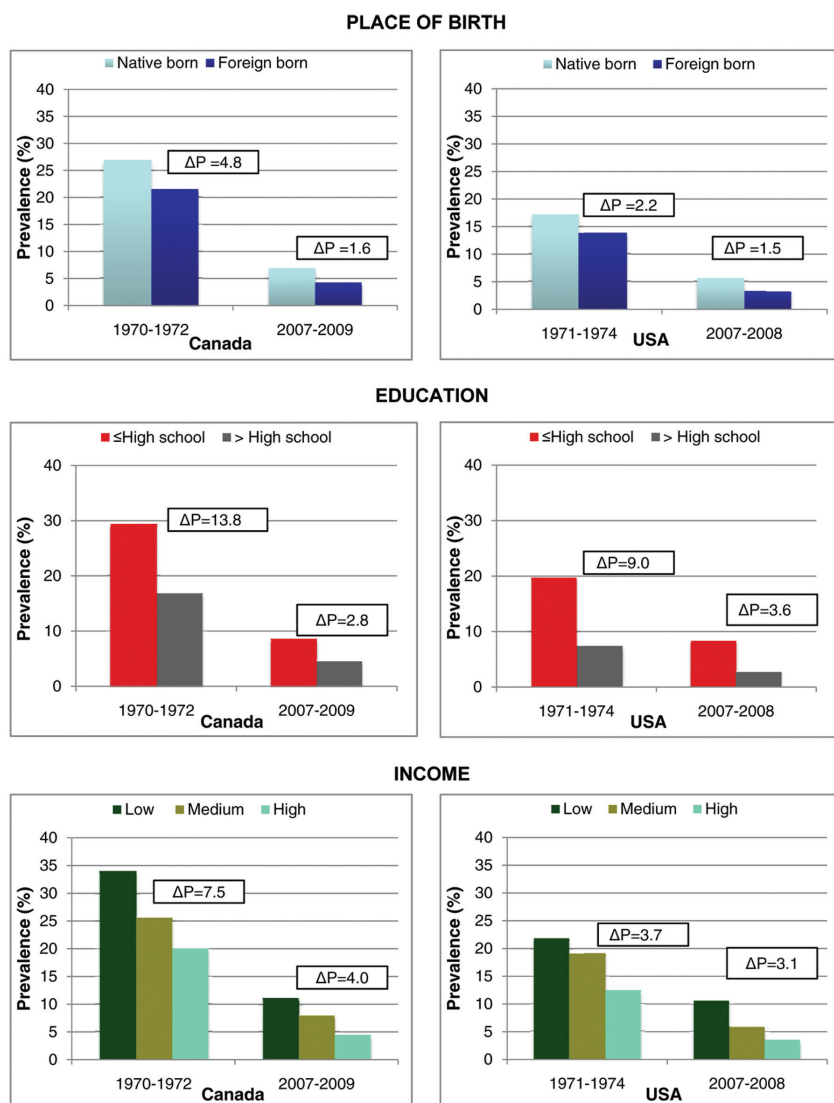 PLACE OF BIRTH
Native born Foreign born
Prevalence (%)
40
35
30
25
20
15
10
5
0
ΔP =4.8
ΔP =1.6
1970-1972 2007-2009
Canada
Native born Foreign born
Prevalence (%)
40
35
30
25
20
15
10
5
0
ΔP =2.2
ΔP =1.5
1971-1974 2007-2008
USA
EDUCATION
≤High school > High school
Prevalence (%)
40
30
20
10
0
ΔP=13.8
ΔP=2.8
1970-1972 2007-2009
Canada
≤High school > High school
Prevalence (%)
40
30
20
10
0
ΔP=9.0
ΔP=3.6
1971-1974 2007-2008
USA
INCOME
Low Medium High
Prevalence (%)
40
35
30
25
20
15
10
5
0
ΔP=7.5
ΔP=4.0
1970-1972 2007-2009
Canada
Low Medium High
Prevalence (%)
40
35
30
25
20
15
10
5
0
ΔP=3.7
ΔP=3.1
1971-1974 2007-2008
USA